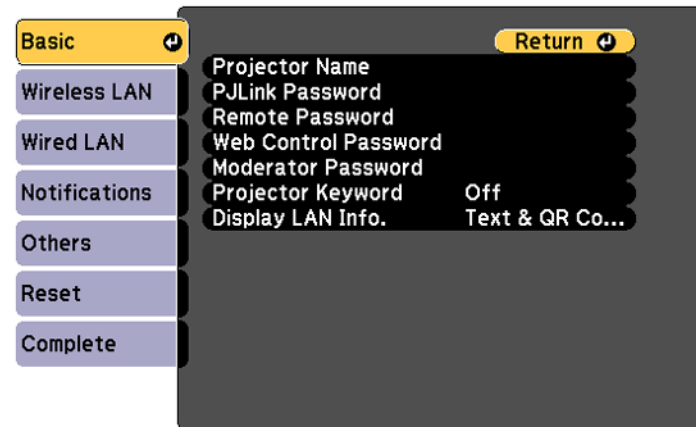 Basic
Return
Projector Name
PJLink Password
Wireless LAN
Remote Password
Web Control Password
Wired LAN
Moderator Password
Projector Keyword Off
Notifications
Display LAN Info. Text & QR Co...
Others
Reset
Complete